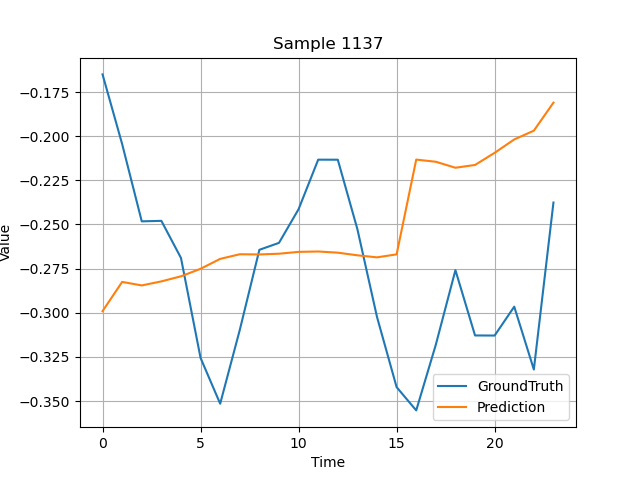 Sample 1137
−0.175
−0.200
−0.225
−0.250
−0.275
−0.300
−0.325
−0.350
Value
0 5 10 15 20
Time
GroundTruth
Prediction